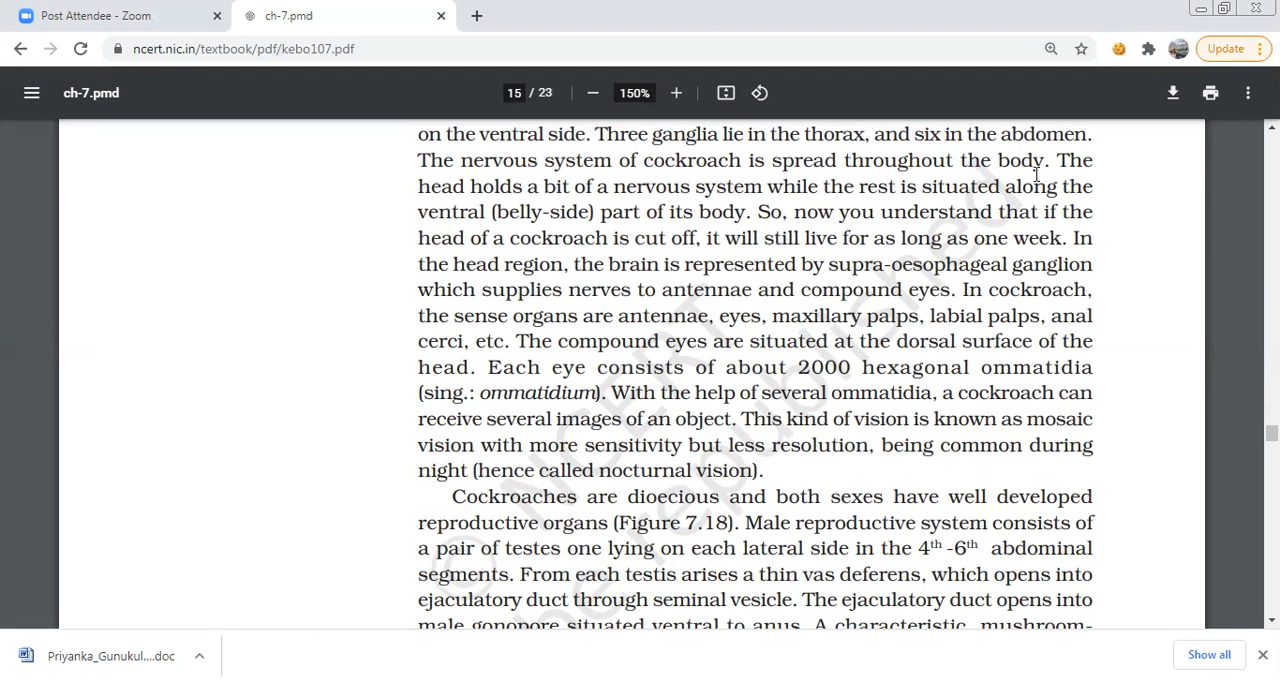 Post Attendee - Zoom
ch-7.pmd
ncert.nic.in/textbook/pdf/kebo107.pdf
Update
ch-7.pmd
15 / 23
150%
on the ventral side. Three ganglia lie in the thorax, and six in the abdomen.
The nervous system of cockroach is spread throughout the body. The
head holds a bit of a nervous system while the rest is situated along the
ventral (belly-side) part of its body. So, now you understand that if the
head of a cockroach is cut off, it will still live for as long as one week. In
the head region, the brain is represented by supra-oesophageal ganglion
which supplies nerves to antennae and compound eyes. In cockroach,
the sense organs are antennae, eyes, maxillary palps, labial palps, anal
cerci, etc. The compound eyes are situated at the dorsal surface of the
head. Each eye consists of about 2000 hexagonal ommatidia
(sing.: ommatidium). With the help of several ommatidia, a cockroach can
receive several images of an object. This kind of vision is known as mosaic
vision with more sensitivity but less resolution, being common during
night (hence called nocturnal vision).
Cockroaches are dioecious and both sexes have well developed
reproductive organs (Figure 7.18). Male reproductive system consists of
a pair of testes one lying on each lateral side in the 4th -6th abdominal
segments. From each testis arises a thin vas deferens, which opens into
ejaculatory duct through seminal vesicle. The ejaculatory duct opens into
male gonopore situated ventral to anus. A characteristic mushroom-
© NCERT
be republished
Priyanka_Gunukul....doc
Show all